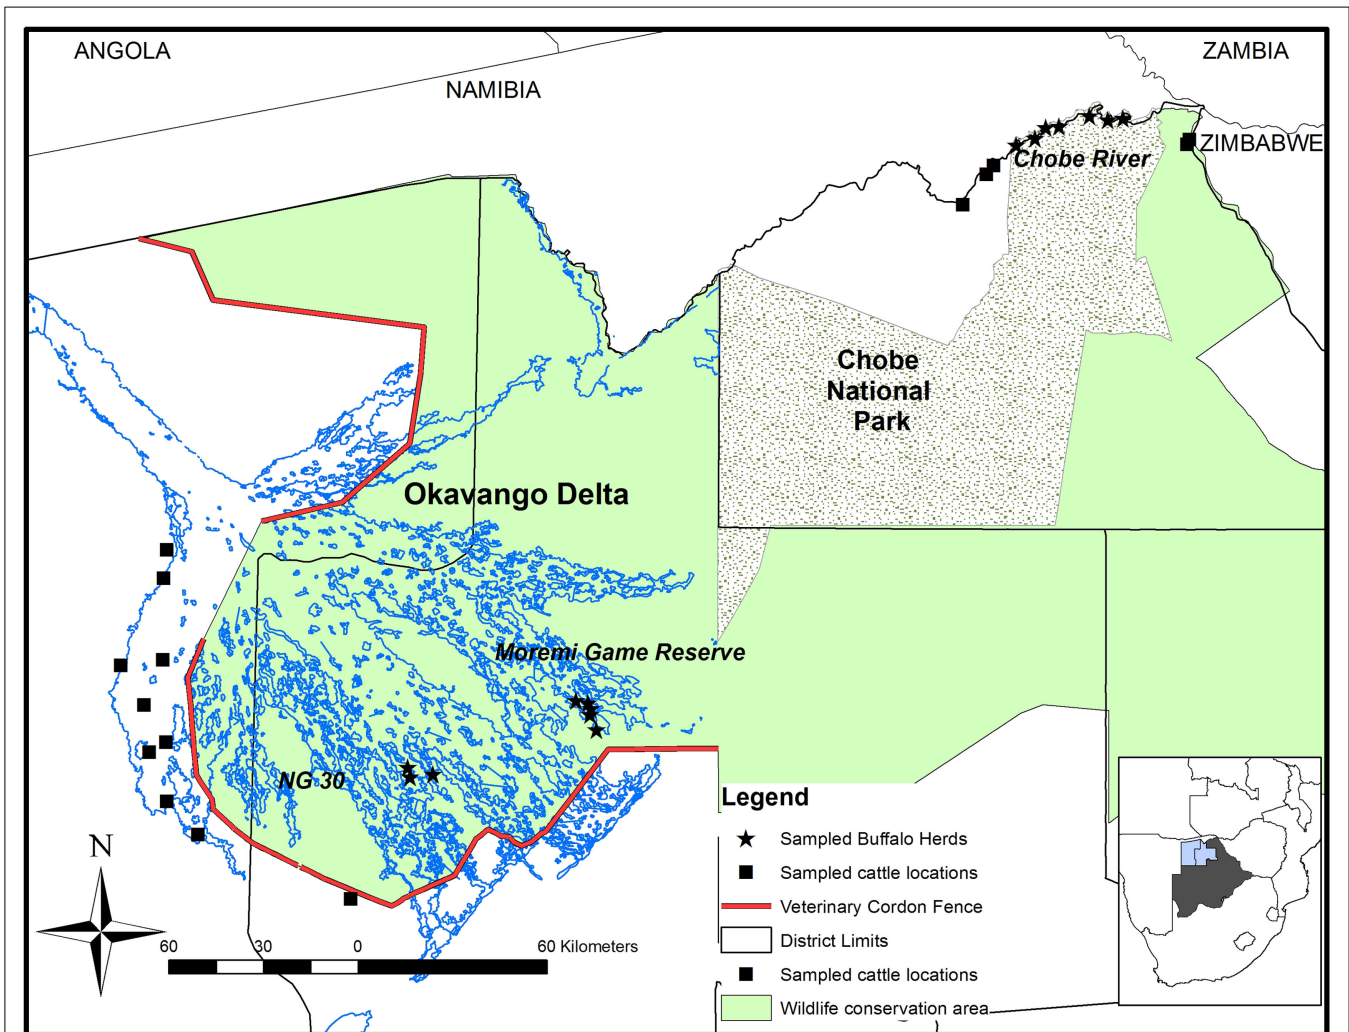 ANGOLA
ZAMBIA
NAMIBIA
ZIMBABWE
Chobe River
Chobe
National
Park
Okavango Delta
Moremi Game Reserve
NG 30
Legend
Sampled Buffalo Herds
Sampled cattle locations
Veterinary Cordon Fence
District Limits
Sampled cattle locations
Wildlife conservation area
N
60 30 0 60 Kilometers